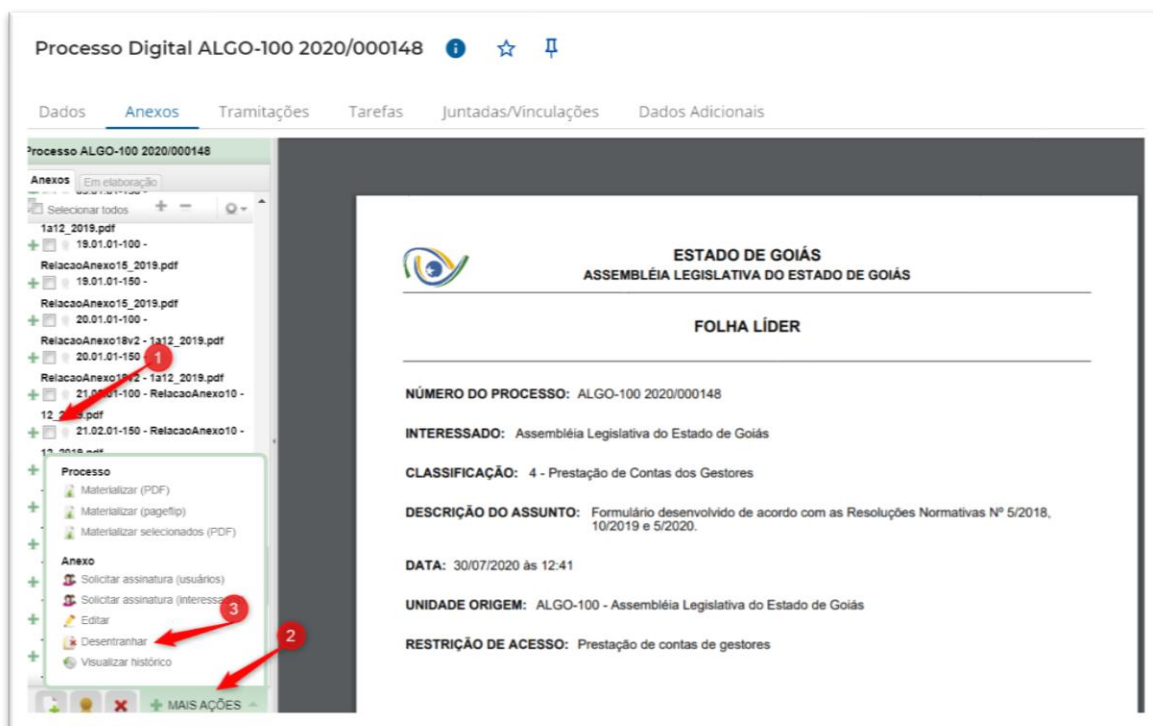 Processo Digital ALGO-100 2020/000148
Dados Anexos Tramitações Tarefas Juntadas/Vinculações Dados Adicionais
Processo ALGO-100 2020/000148
Anexos Em elaboração
Selecionar todos
1a12_2019.pdf
19.01.01-100 -
RelacaoAnexo15_2019.pdf
19.01.01-150 -
RelacaoAnexo15_2019.pdf
20.01.01-100 -
RelacaoAnexo18v2 - 1a12_2019.pdf
20.01.01-150
1
RelacaoAnexo18v2 - 1a12_2019.pdf
21.02.01-100 - RelacaoAnexo10 -
12_2019.pdf
21.02.01-150 - RelacaoAnexo10 -
12_2019.pdf
Processo
Materializar (PDF)
Materializar (pageflip)
Materializar selecionados (PDF)
Anexo
Solicitar assinatura (usuários)
Solicitar assinatura
3
Editar
Desentranhar
2
Visualizar histórico
MAIS AÇÕES
ESTADO DE GOIÁS
ASSEMBLÉIA LEGISLATIVA DO ESTADO DE GOIÁS
FOLHA LÍDER
NÚMERO DO PROCESSO: ALGO-100 2020/000148
INTERESSADO: Assembléia Legislativa do Estado de Goiás
CLASSIFICAÇÃO: 4 - Prestação de Contas dos Gestores
DESCRIÇÃO DO ASSUNTO: Formulário desenvolvido de acordo com as Resoluções Normativas Nº 5/2018,
10/2019 e 5/2020.
DATA: 30/07/2020 às 12:41
UNIDADE ORIGEM: ALGO-100 - Assembléia Legislativa do Estado de Goiás
RESTRIÇÃO DE ACESSO: Prestação de contas de gestores